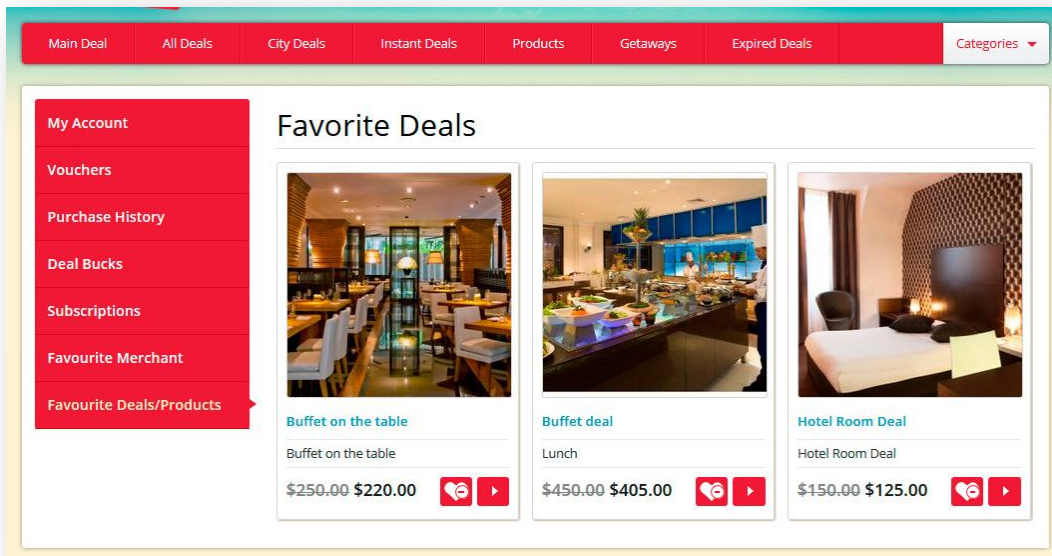 Main Deal
All Deals
City Deals
Instant Deals
Products
Getaways
Expired Deals
Categories
My Account
Vouchers
Purchase History
Deal Bucks
Subscriptions
Favourite Merchant
Favourite Deals/Products
Favorite Deals
Buffet on the table
Buffet on the table
$250.00 $220.00
Buffet deal
Lunch
$450.00 $405.00
Hotel Room Deal
Hotel Room Deal
$150.00 $125.00